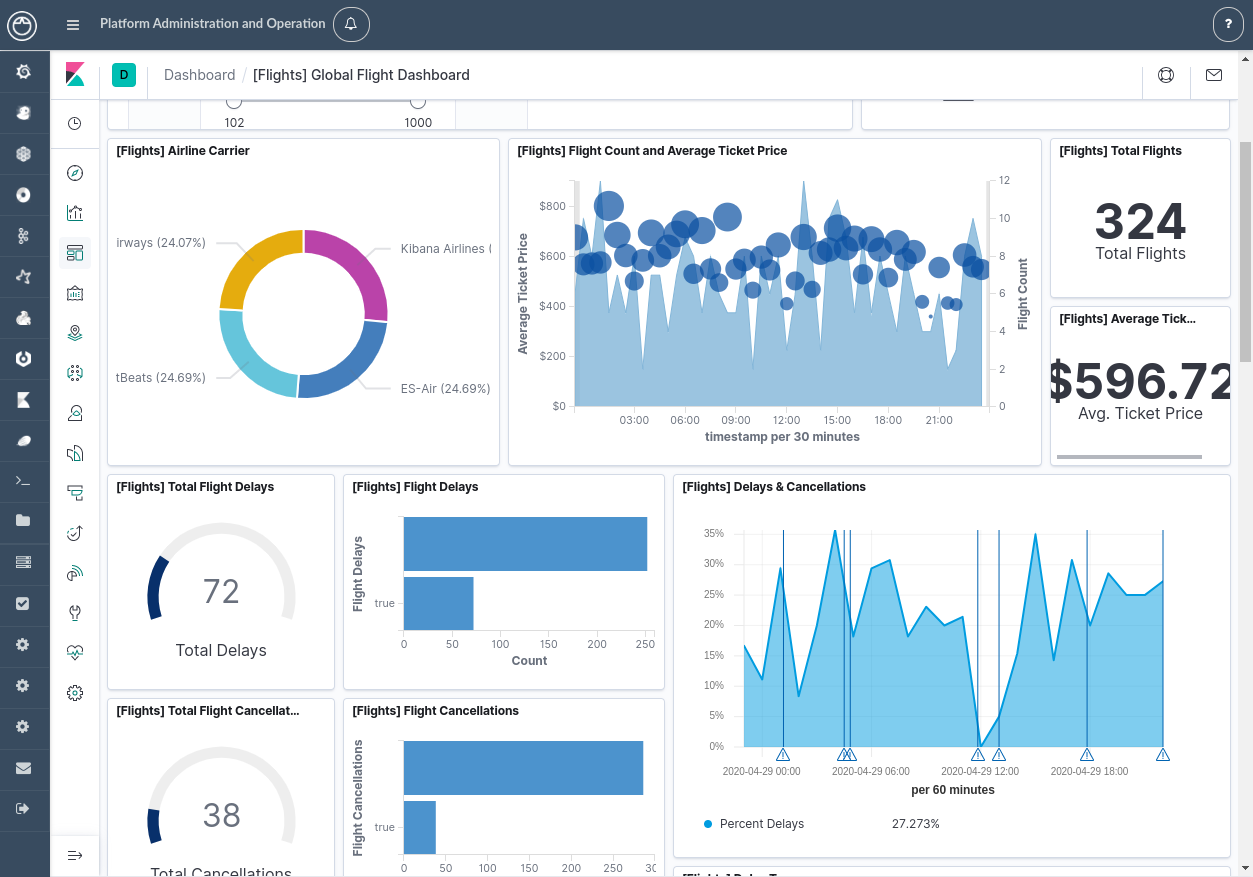 Platform Administration and Operation
?
D
Dashboard / [Flights] Global Flight Dashboard
102
1000
[Flights] Airline Carrier
irways (24.07%)
Kibana Airlines (
tBeats (24.69%)
ES-Air (24.69%)
[Flights] Flight Count and Average Ticket Price
Average Ticket Price
$800
$600
$400
$200
$0
12
10
8
6
4
2
0
Flight Count
03:00 06:00 09:00 12:00 15:00 18:00 21:00
timestamp per 30 minutes
[Flights] Total Flights
324
Total Flights
[Flights] Average Tick...
$596.72
Avg. Ticket Price
[Flights] Total Flight Delays
72
Total Delays
[Flights] Flight Delays
Flight Delays
true
0 50 100 150 200 250
Count
[Flights] Delays & Cancellations
35%
30%
25%
20%
15%
10%
5%
0%
2020-04-29 00:00 2020-04-29 06:00 2020-04-29 12:00 2020-04-29 18:00
per 60 minutes
Percent Delays 27.273%
[Flights] Total Flight Cancellat...
38
Total Cancellations
[Flights] Flight Cancellations
Flight Cancellations
true
0 50 100 150 200 250